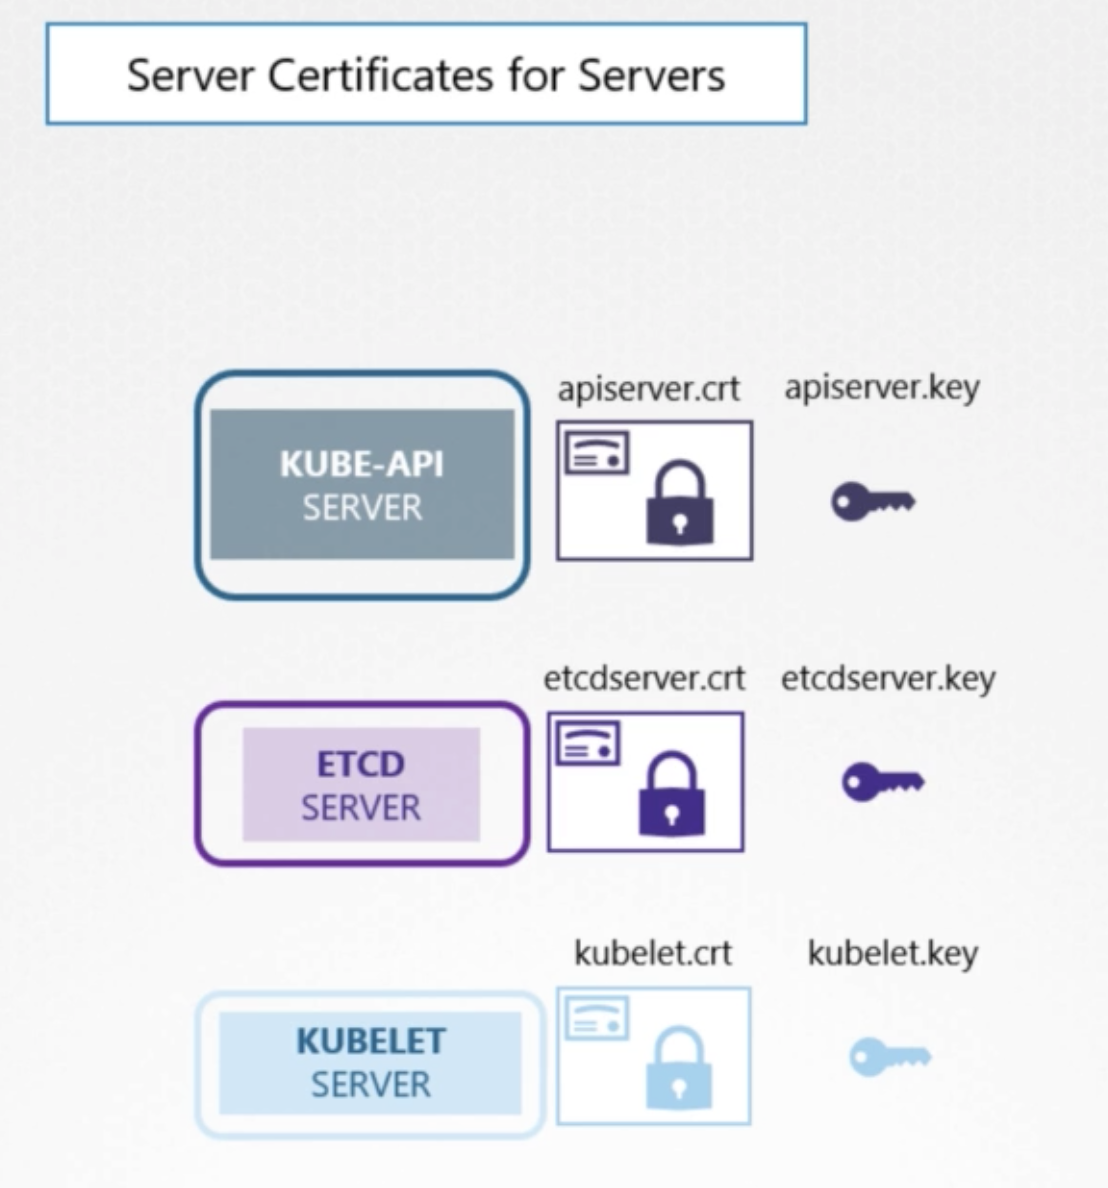 Server Certificates for Servers
apiserver.crt apiserver.key
KUBE-API
SERVER
etcdserver.crt etcdserver.key
ETCD
SERVER
kubelet.crt kubelet.key
KUBELET
SERVER